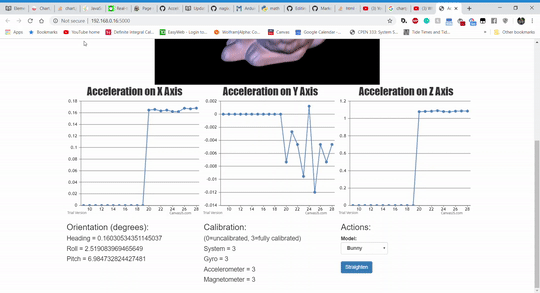 Not secure | 192.168.0.16:5000
Apps
Bookmarks
YouTube home
Definite integral Cal
EasyWeb - Login to
WolframAlpha: Co
Canvas
Google Calendar
CPEN 333: System S
Tide Times and Tid
Other bookmarks
Acceleration on X Axis
Acceleration on Y Axis
Acceleration on Z Axis
0.18
0.16
0.14
0.12
0.1
0.08
0.06
0.04
0.02
0
10 12 14 16 18 20 22 24 26 28
0.002
0
-0.002
-0.004
-0.006
-0.008
-0.01
-0.012
-0.014
10 12 14 16 18 20 22 24 26 28
1.2
1
0.8
0.6
0.4
0.2
0
10 12 14 16 18 20 22 24 26 28
Trial Version
CanvasJS.com
Trial Version
CanvasJS.com
Trial Version
CanvasJS.com
Orientation (degrees):
Heading = 0.16030534351145037
Roll = 2.519083969465649
Pitch = 6.984732824427481
Calibration:
(0=uncalibrated, 3=fully calibrated)
System = 3
Gyro = 3
Accelerometer = 3
Magnetometer = 3
Actions:
Model:
Bunny
Straighten